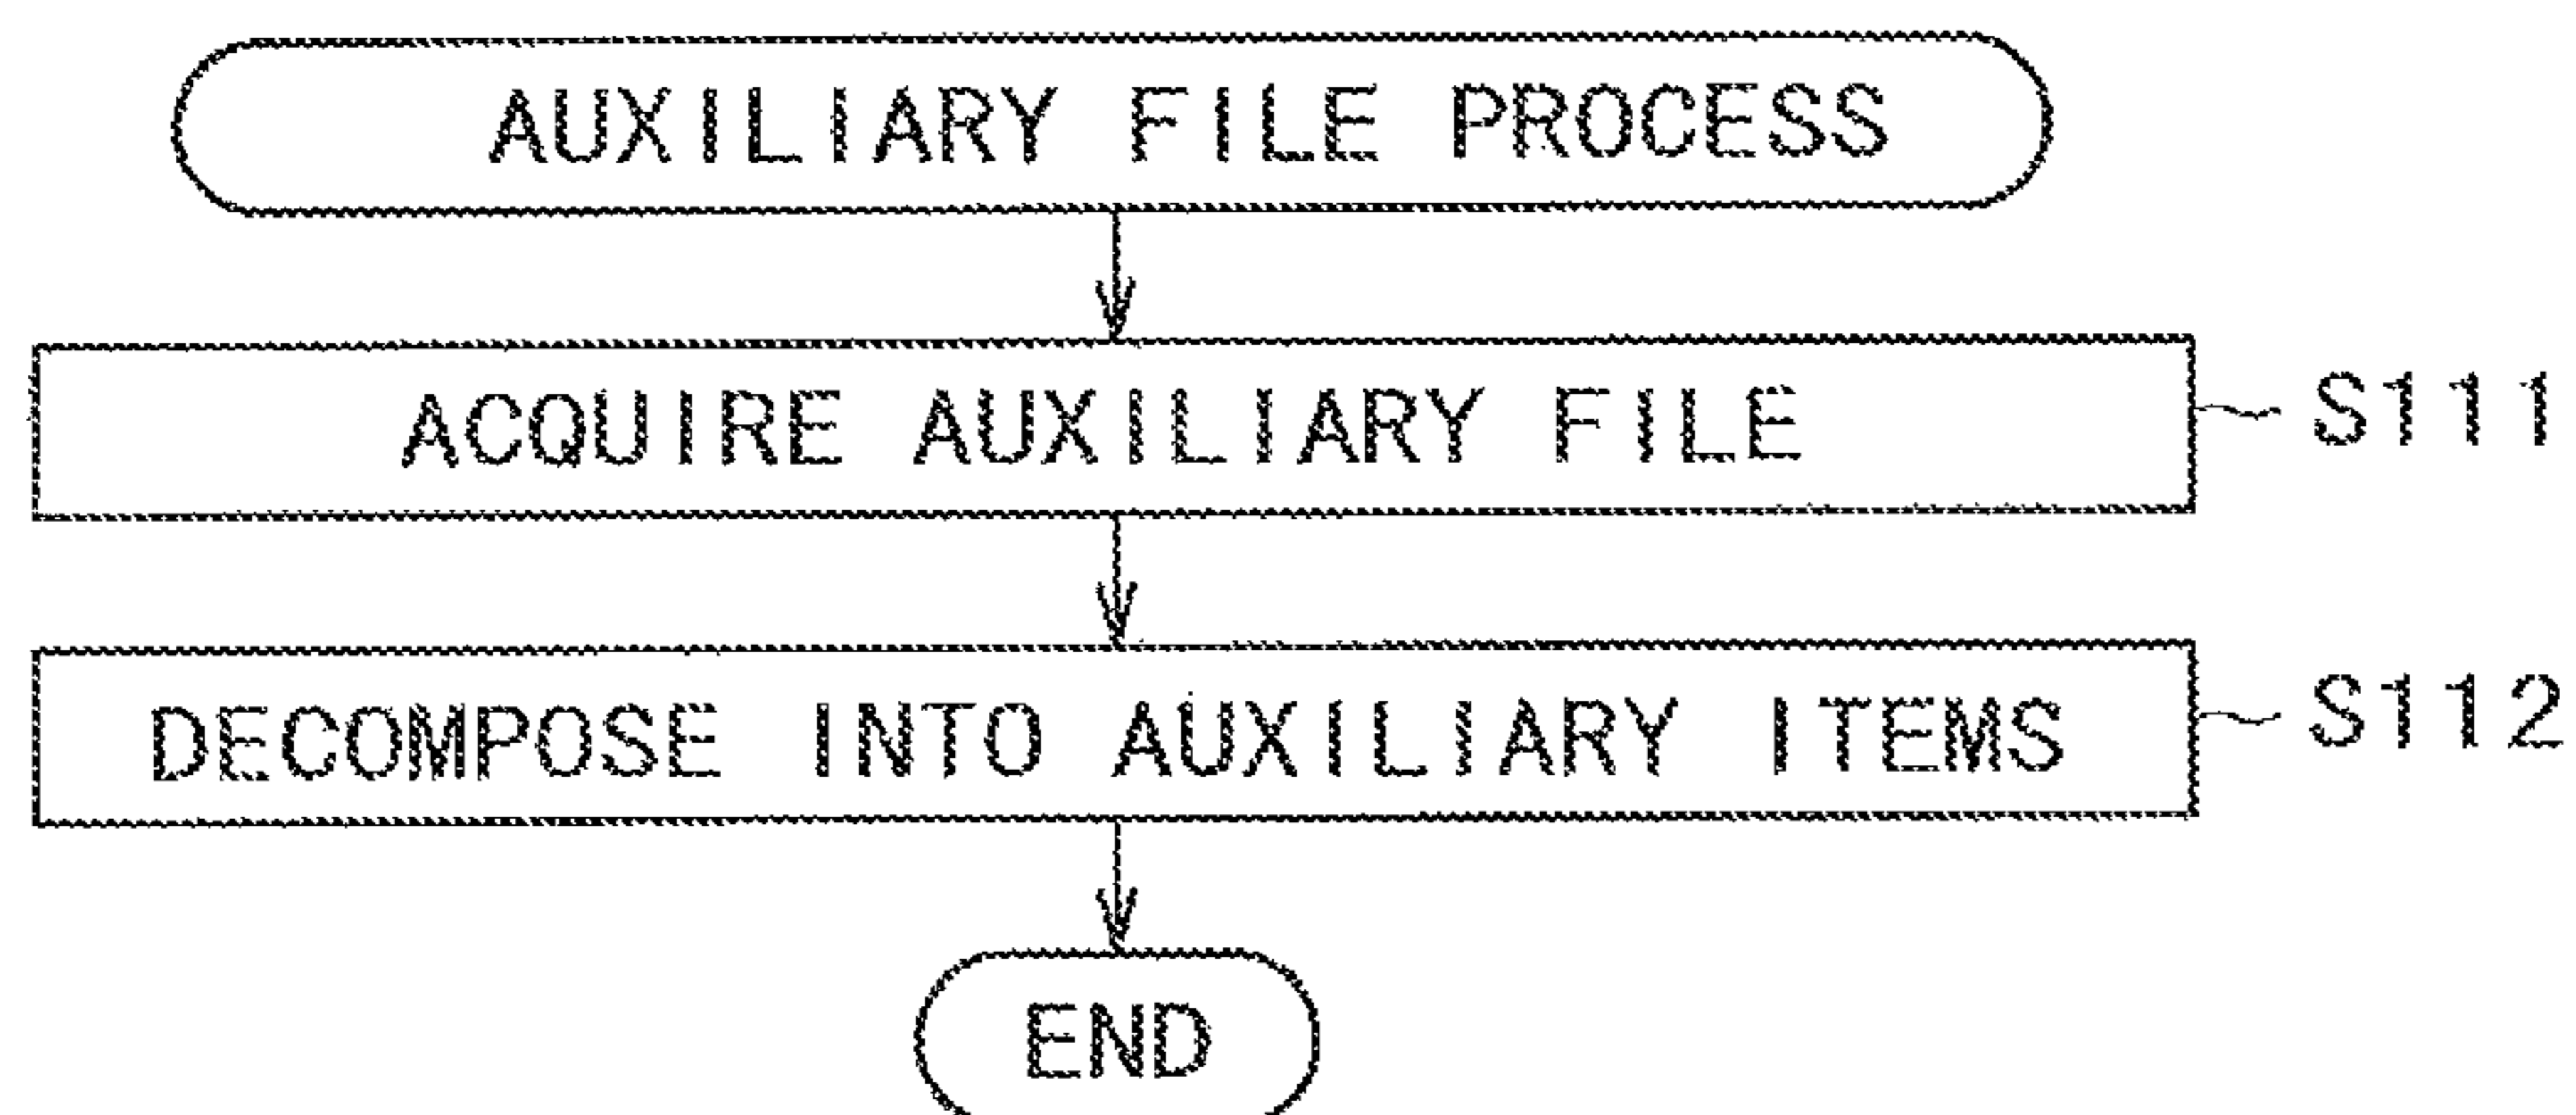 AUXILIARY FILE PROCESS
ACQUIRE AUXILIARY FILE S111
DECOMPOSE INTO AUXILIARY ITEMS S112
END